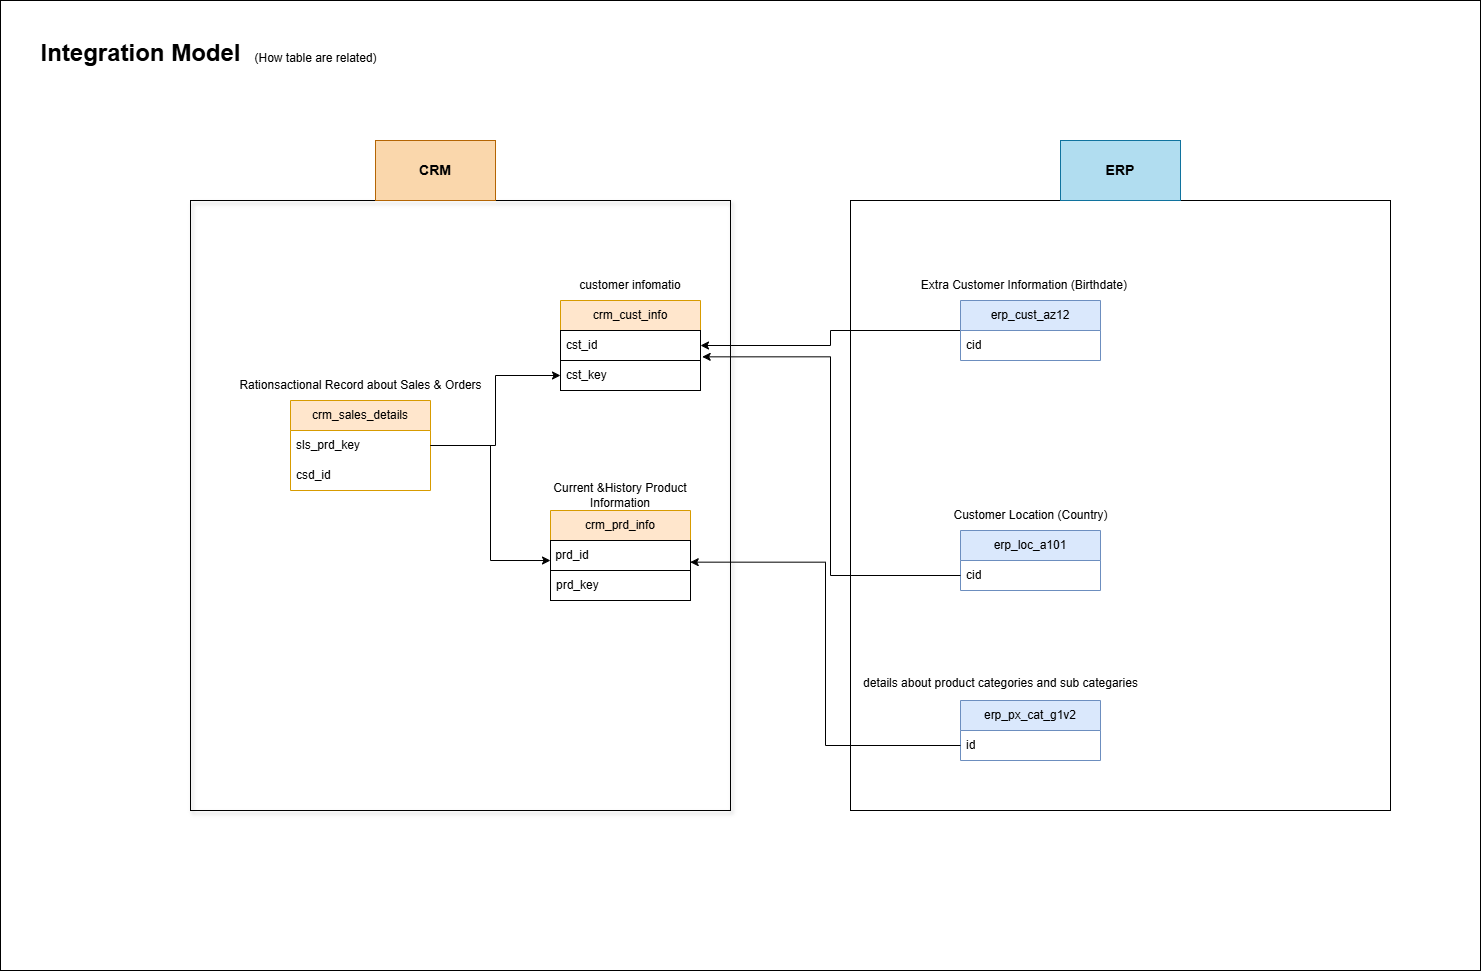 Integration Model (How table are related)
CRM
customer infomatio
crm_cust_info
cst_id
cst_key
Rationsactional Record about Sales & Orders
crm_sales_details
sls_prd_key
csd_id
Current &History Product
Information
crm_prd_info
prd_id
prd_key
ERP
Extra Customer Information (Birthdate)
erp_cust_az12
cid
Customer Location (Country)
erp_loc_a101
cid
details about product categories and sub categaries
erp_px_cat_g1v2
id